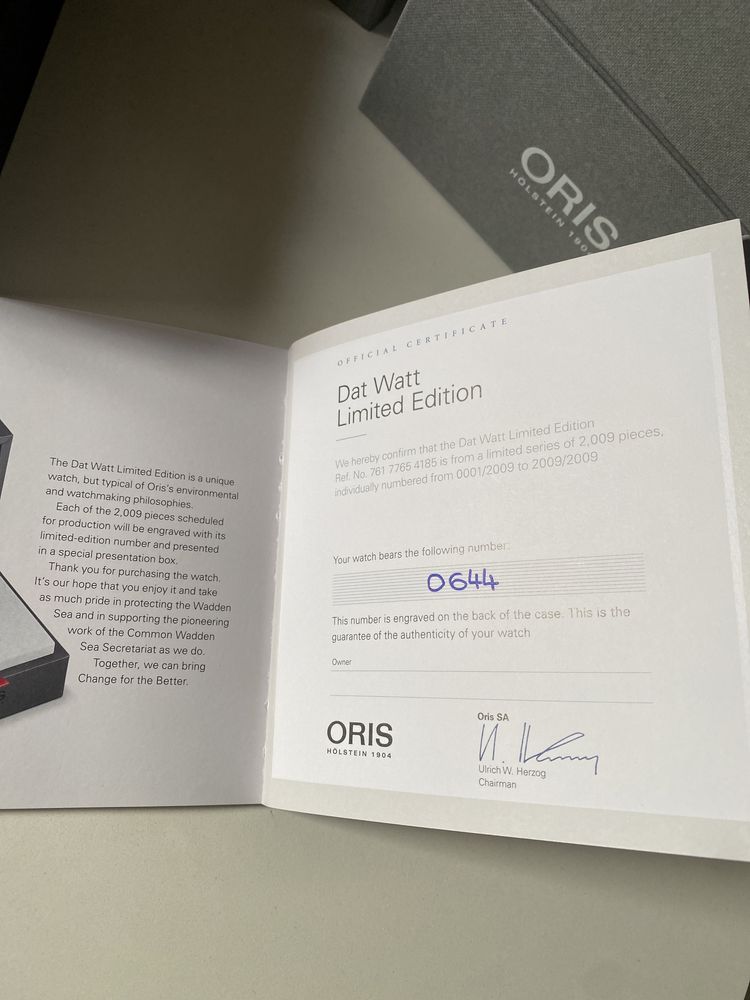 ORIS
HÖLSTEIN 190
The Dat Watt Limited Edition is a unique
watch, but typical of Oris's environmental
and watchmaking philosophies.
Each of the 2,009 pieces scheduled
for production will be engraved with its
limited-edition number and presented
in a special presentation box.
Thank you for purchasing the watch.
It's our hope that you enjoy it and take
as much pride in protecting the Wadden
Sea and in supporting the pioneering
work of the Common Wadden
Sea Secretariat as we do.
Together, we can bring
Change for the Better.
OFFICIAL CERTIFICATE
Dat Watt
Limited Edition
We hereby confirm that the Dat Watt Limited Edition
Ref. No. 761 7765 4185 is from a limited series of 2,009 pieces,
individually numbered from 0001/2009 to 2009/2009
Your watch bears the following number:
0644
This number is engraved on the back of the case. This is the
guarantee of the authenticity of your watch
Owner
ORIS
HÖLSTEIN 1904
Oris SA
Ulrich W. Herzog
Chairman